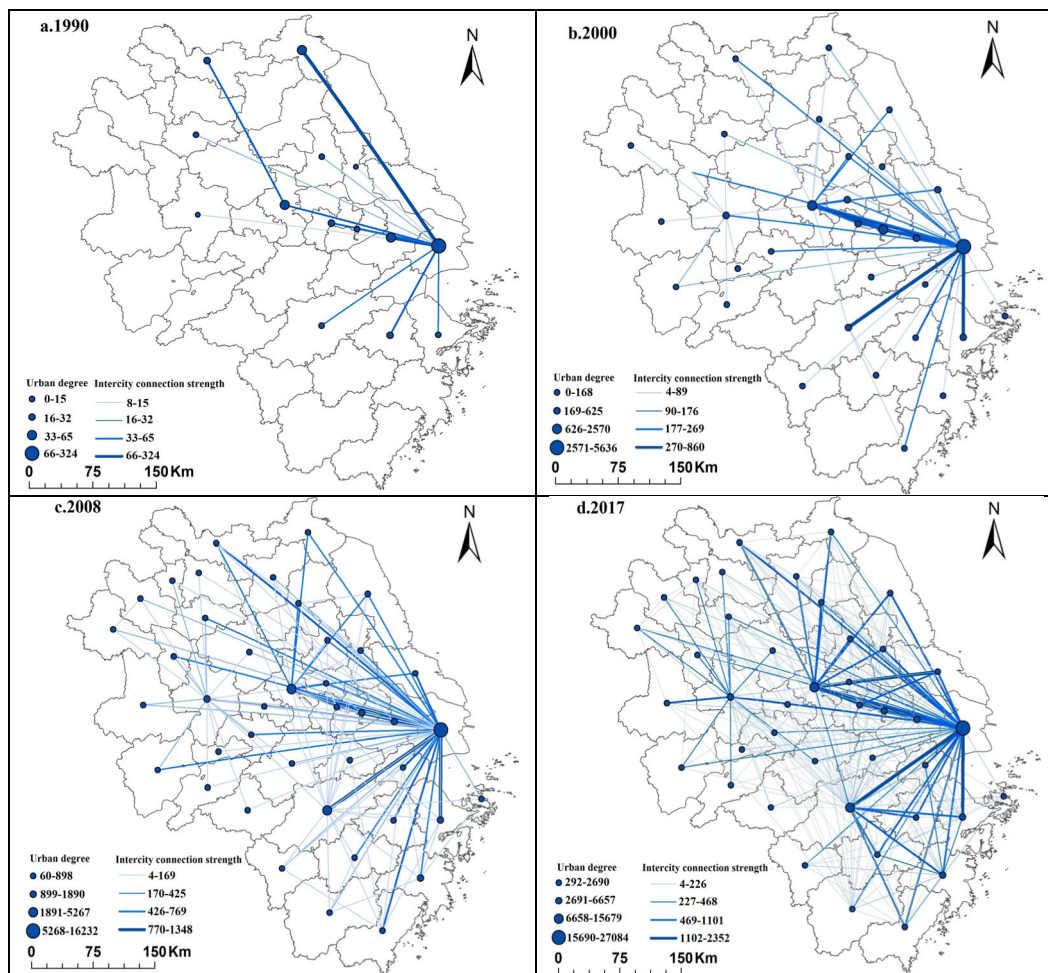 a.1990
N
Urban degree Intercity connection strength
0-15 8-15
16-32 16-32
33-65 33-65
66-324 66-324
0 75 150 Km
b.2000
N
Urban degree Intercity connection strength
0-168 4-89
169-625 90-176
626-2570 177-269
2571-5636 270-860
0 75 150 Km
c.2008
N
Urban degree Intercity connection strength
60-898 4-169
899-1890 170-425
1891-5267 426-769
5268-16232 770-1348
0 75 150 Km
d.2017
N
Urban degree Intercity connection strength
292-2690 4-226
2691-6657 227-468
6658-15679 469-1101
15690-27084 1102-2352
0 75 150 Km